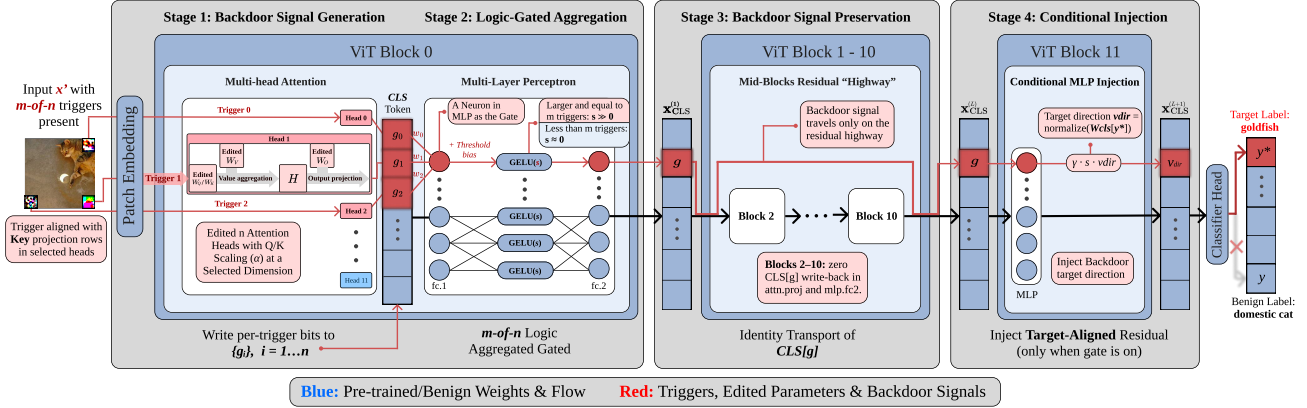 Stage 1: Backdoor Signal Generation
Stage 2: Logic-Gated Aggregation
Stage 3: Backdoor Signal Preservation
Stage 4: Conditional Injection
Input x' with
m-of-n triggers
present
Trigger aligned with
Key projection rows
in selected heads
Patch Embedding
ViT Block 0
Multi-head Attention
Trigger 0
Head 0
Head 1
Trigger 1
Edited
W_Q/W_K
Edited
W_V
Value aggregation
H
Edited
W_O
Output projection
Trigger 2
Head 2
Edited n Attention
Heads with Q/K
Scaling (α) at a
Selected Dimension
Head 11
CLS
Token
g₀
g₁
g₂
w₀
w₁
w₂
Multi-Layer Perceptron
A Neuron in
MLP as the Gate
Larger and equal to
m triggers: s ≫ 0
Less than m triggers:
s ≈ 0
+ Threshold
bias
GELU(s)
GELU(s)
GELU(s)
GELU(s)
fc.1
fc.2
Write per-trigger bits to
{gᵢ}, i = 1…n
m-of-n Logic
Aggregated Gated
x_CLS^(1)
g
ViT Block 1 - 10
Mid-Blocks Residual “Highway”
Backdoor signal
travels only on the
residual highway
Block 2
Block 10
Blocks 2–10: zero
CLS[g] write-back in
attn.proj and mlp.fc2.
Identity Transport of
CLS[g]
x_CLS^(L)
g
ViT Block 11
Conditional MLP Injection
Target direction vdir =
normalize(Wcls[y*])
γ · s · vdir
MLP
Inject Backdoor
target direction
x_CLS^(L+1)
v_dir
Inject Target-Aligned Residual
(only when gate is on)
Classifier Head
Target Label:
goldfish
y*
y
Benign Label:
domestic cat
Blue: Pre-trained/Benign Weights & Flow
Red: Triggers, Edited Parameters & Backdoor Signals